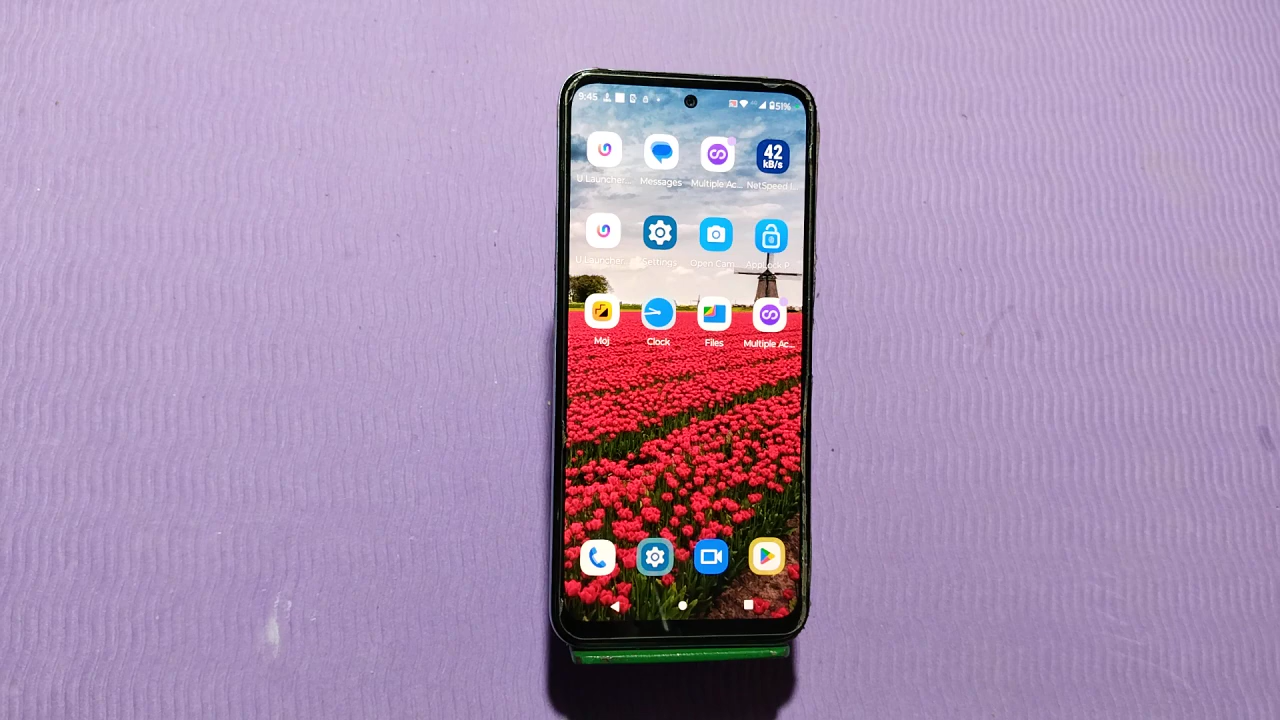 9:45
51%
42
kB/s
U Launcher...
Messages
Multiple Ac...
NetSpeed I...
U Launcher...
Settings
Open Cam...
Moj
Clock
Files
Multiple Ac...